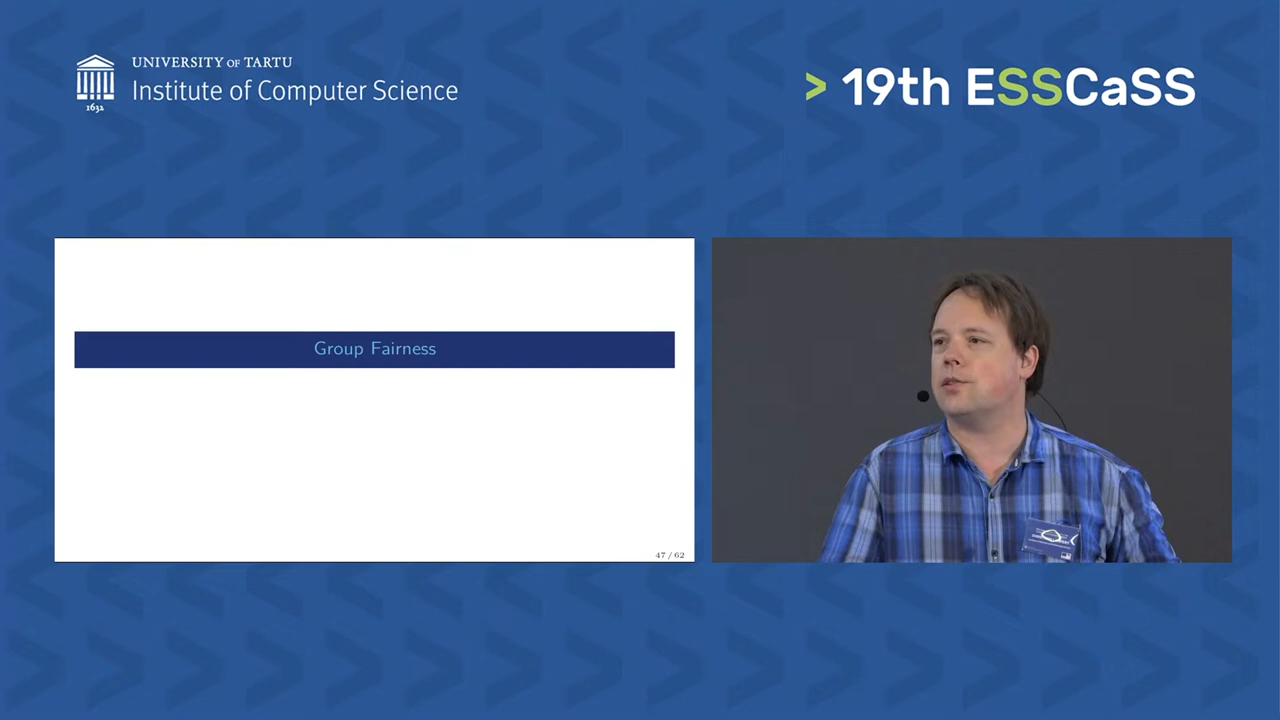 UNIVERSITY OF TARTU
Institute of Computer Science
1632
> 19th ESSCaSS
Group Fairness
47 / 62